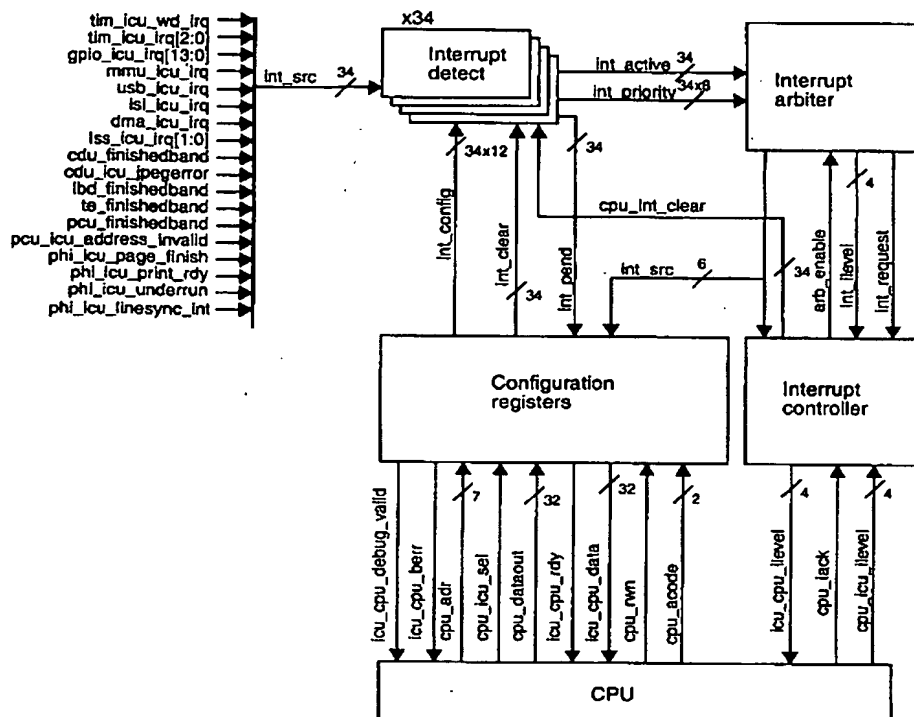 tim_icu_wd_irq
tim_icu_irq[2:0]
gpio_icu_irq[13:0]
mmu_icu_irq
usb_icu_irq
isi_icu_irq
dma_icu_irq
lss_icu_irq[1:0]
cdu_finishedband
cdu_icu_jpegerror
lbd_finishedband
te_finishedband
pcu_finishedband
pcu_icu_address_invalid
phi_icu_page_finish
phi_icu_print_rdy
phi_icu_underrun
phi_icu_linesync_int
int_src
34
x34
Interrupt
detect
int_active
34
int_priority
34x8
Interrupt
arbiter
34x12
34
int_config
int_clear
34
int_pend
cpu_int_clear
int_src
6
34
arb_enable
4
int_ilevel
int_request
Configuration
registers
Interrupt
controller
icu_cpu_debug_valid
icu_cpu_berr
7
cpu_adr
cpu_icu_sel
32
cpu_dataout
icu_cpu_rdy
32
icu_cpu_data
cpu_rwn
2
cpu_acode
4
icu_cpu_ilevel
cpu_iack
4
cpu_icu_ilevel
CPU